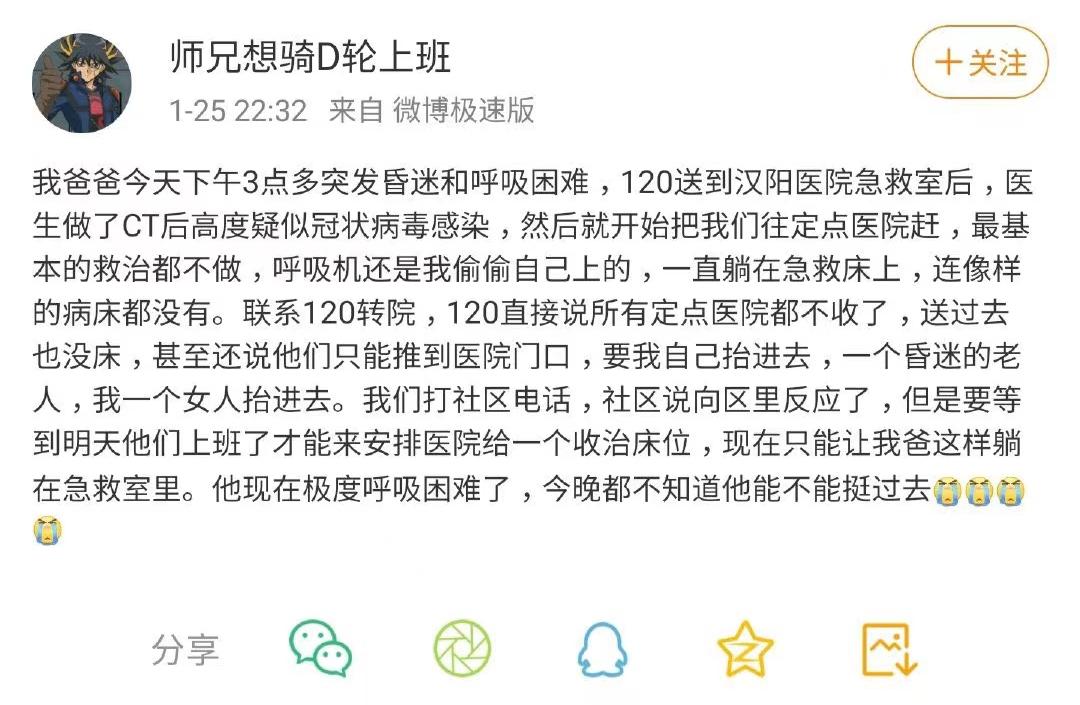 师兄想骑D轮上班
+关注
1-25 22:32 来自 微博极速版
我爸爸今天下午3点多突发昏迷和呼吸困难，120送到汉阳医院急救室后，医
生做了CT后高度疑似冠状病毒感染，然后就开始把我们往定点医院赶，最基
本的救治都不做，呼吸机还是我偷偷自己上的，一直躺在急救床上，连像样
的病床都没有。联系120转院，120直接说所有定点医院都不收了，送过去
也没床，甚至还说他们只能推到医院门口，要我自己抬进去，一个昏迷的老
人，我一个女人抬进去。我们打社区电话，社区说向区里反应了，但是要等
到明天他们上班了才能来安排医院给一个收治床位，现在只能让我爸这样躺
在急救室里。他现在极度呼吸困难了，今晚都不知道他能不能挺过去😭😭😭
😭
分享